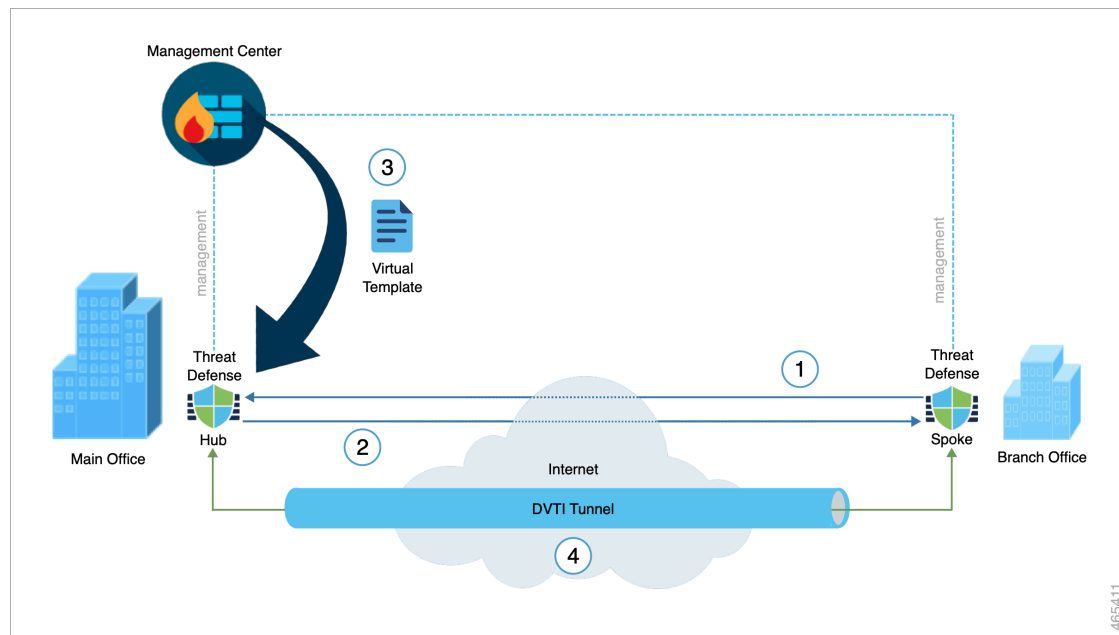 Management Center
3
Virtual
Template
management
management
Threat
Defense
Hub
Main Office
1
Threat
Defense
Spoke
Branch Office
2
Internet
DVTI Tunnel
4
465411